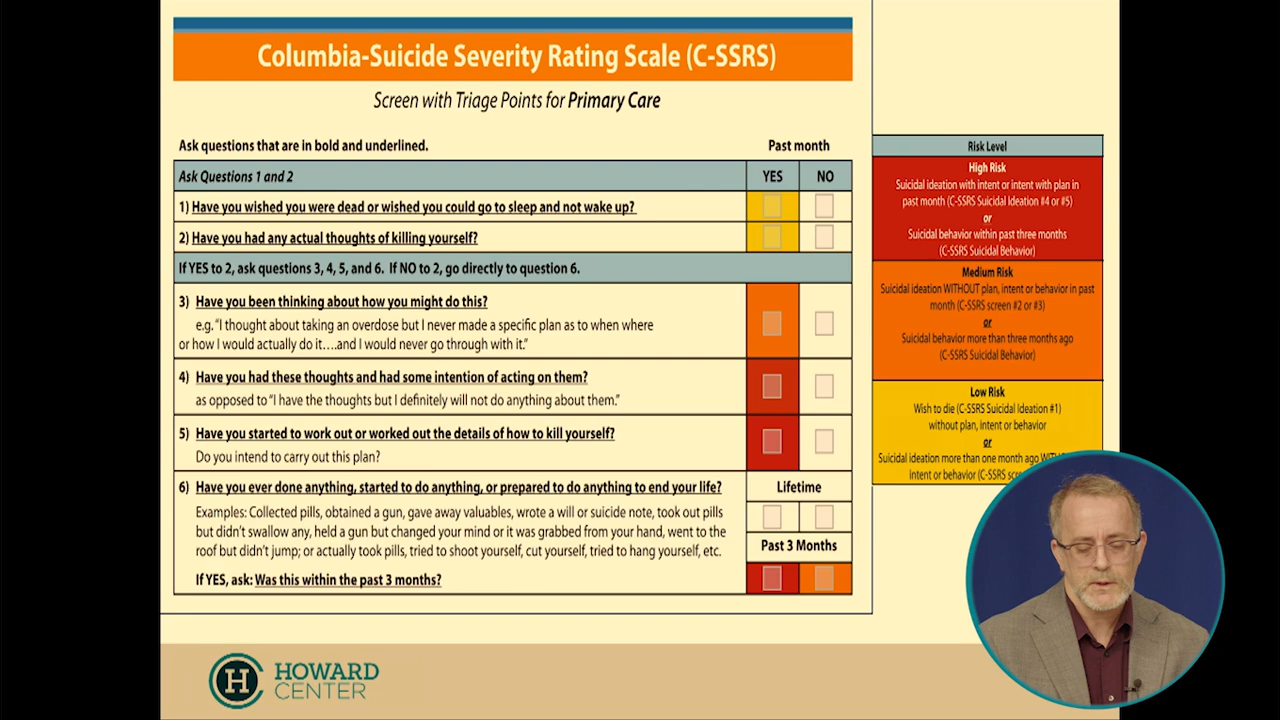 Columbia-Suicide Severity Rating Scale (C-SSRS)
Screen with Triage Points for Primary Care
Ask questions that are in bold and underlined.
Past month
Ask Questions 1 and 2
YES
NO
1) Have you wished you were dead or wished you could go to sleep and not wake up?
2) Have you had any actual thoughts of killing yourself?
If YES to 2, ask questions 3, 4, 5, and 6. If NO to 2, go directly to question 6.
3) Have you been thinking about how you might do this?
e.g. "I thought about taking an overdose but I never made a specific plan as to when where
or how I would actually do it….and I would never go through with it."
4) Have you had these thoughts and had some intention of acting on them?
as opposed to "I have the thoughts but I definitely will not do anything about them."
5) Have you started to work out or worked out the details of how to kill yourself?
Do you intend to carry out this plan?
6) Have you ever done anything, started to do anything, or prepared to do anything to end your life?
Lifetime
Examples: Collected pills, obtained a gun, gave away valuables, wrote a will or suicide note, took out pills
but didn't swallow any, held a gun but changed your mind or it was grabbed from your hand, went to the
roof but didn't jump; or actually took pills, tried to shoot yourself, cut yourself, tried to hang yourself, etc.
Past 3 Months
If YES, ask: Was this within the past 3 months?
Risk Level
High Risk
Suicidal ideation with intent or intent with plan in
past month (C-SSRS Suicidal Ideation #4 or #5)
or
Suicidal behavior within past three months
(C-SSRS Suicidal Behavior)
Medium Risk
Suicidal ideation WITHOUT plan, intent or behavior in past
month (C-SSRS screen #2 or #3)
or
Suicidal behavior more than three months ago
(C-SSRS Suicidal Behavior)
Low Risk
Wish to die (C-SSRS Suicidal Ideation #1)
without plan, intent or behavior
or
Suicidal ideation more than one month ago
intent or behavior (C-SSRS
H
HOWARD
CENTER